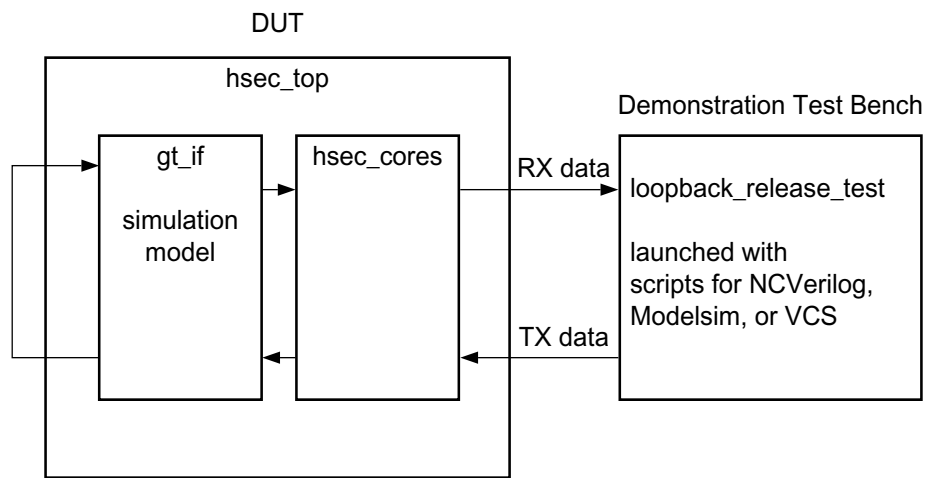 DUT
hsec_top
Demonstration Test Bench
gt_if
simulation
model
hsec_cores
RX data
TX data
loopback_release_test
launched with
scripts for NCVerilog,
Modelsim, or VCS